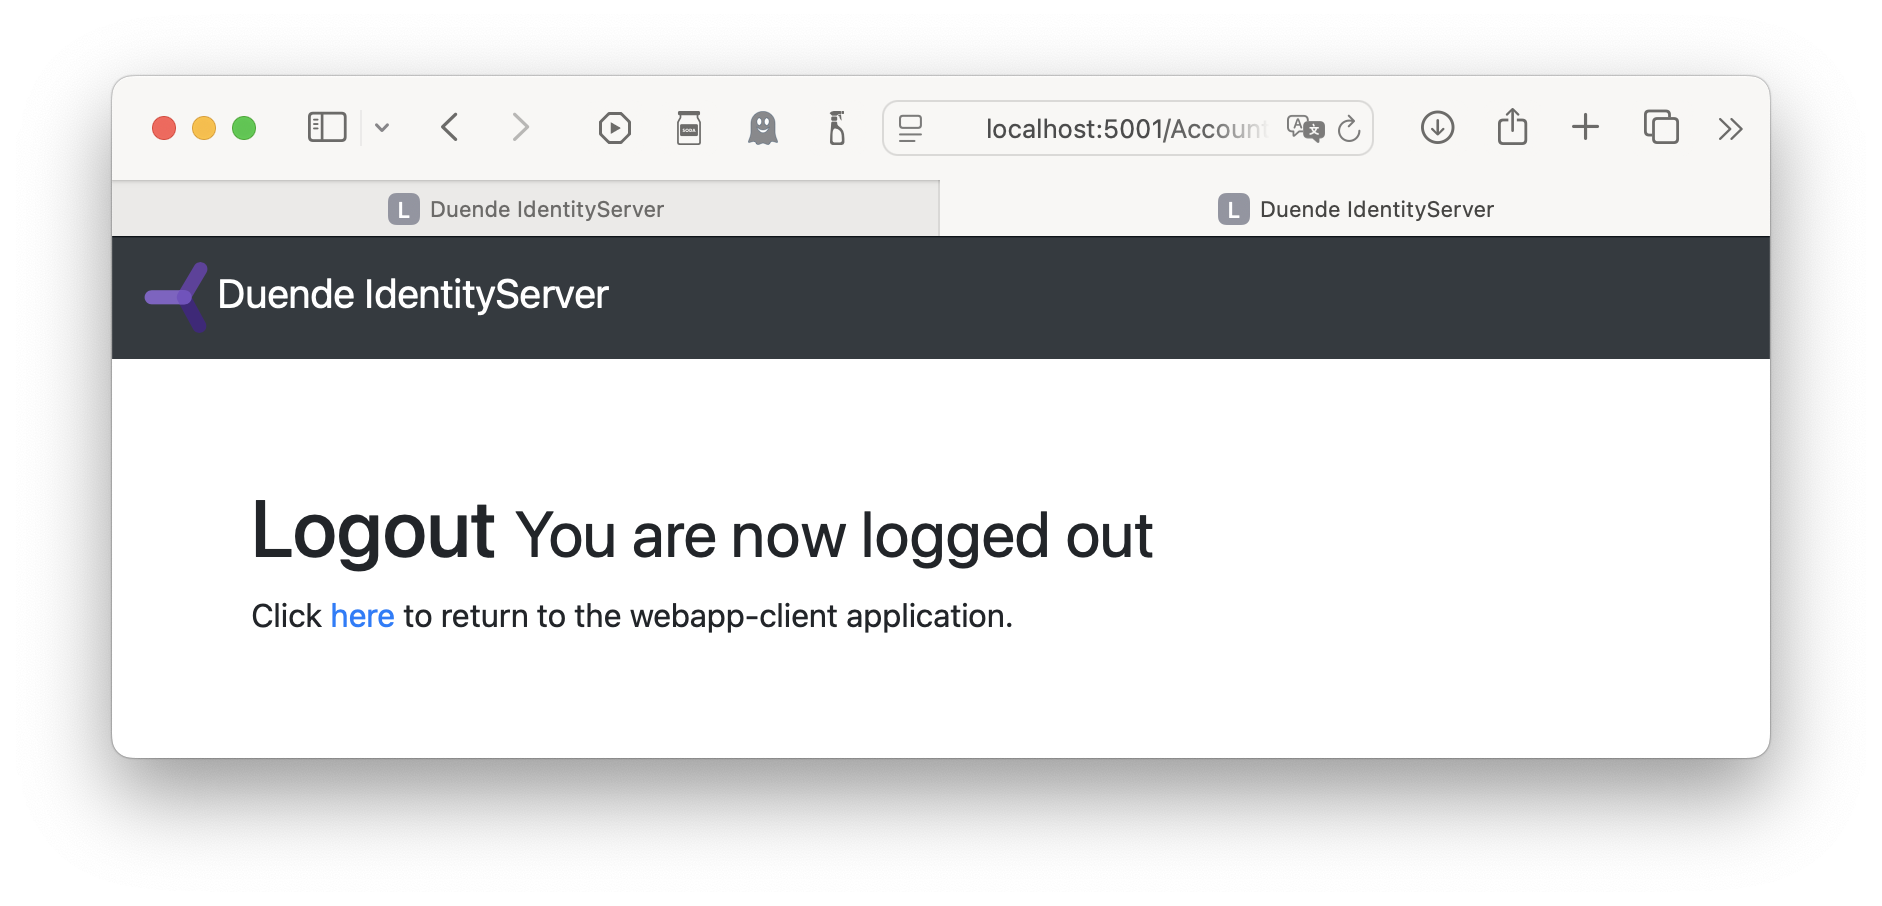 localhost:5001/Account
L Duende IdentityServer
L Duende IdentityServer
Duende IdentityServer
Logout You are now logged out
Click here to return to the webapp-client application.